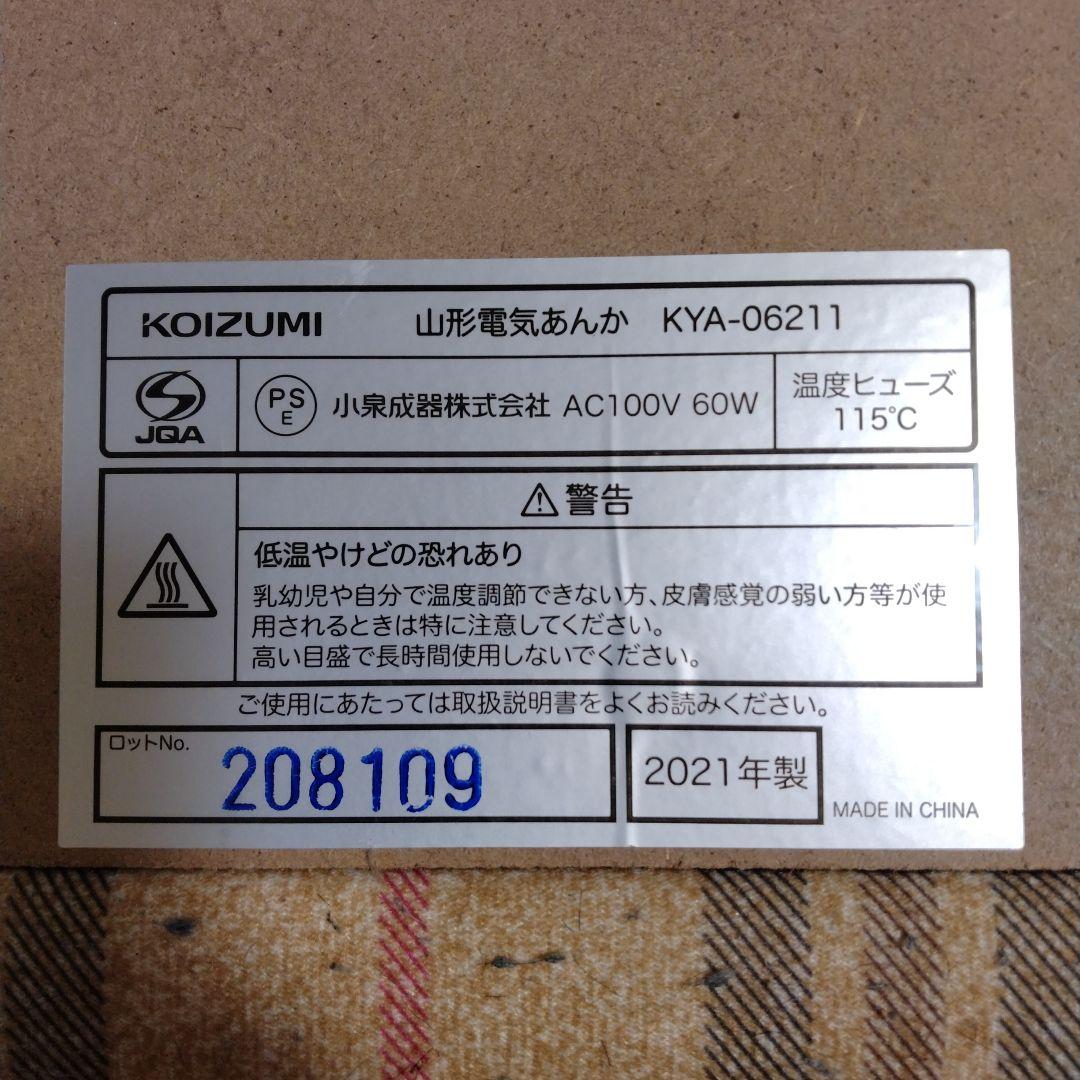 KOIZUMI 山形電気あんか KYA-06211
JQA
PS
E
小泉成器株式会社 AC100V 60W
温度ヒューズ
115℃
警告
低温やけどの恐れあり
乳幼児や自分で温度調節できない方、皮膚感覚の弱い方等が使
用されるときは特に注意してください。
高い目盛で長時間使用しないでください。
ご使用にあたっては取扱説明書をよくお読みください。
ロットNo.
208109
2021年製
MADE IN CHINA